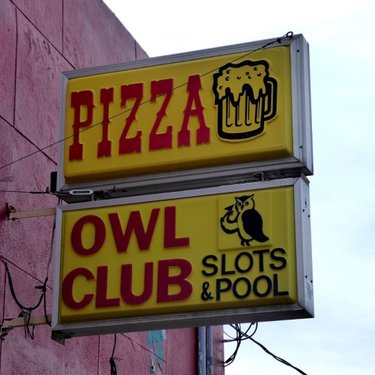 PIZZA
OWL
CLUB
SLOTS
& POOL